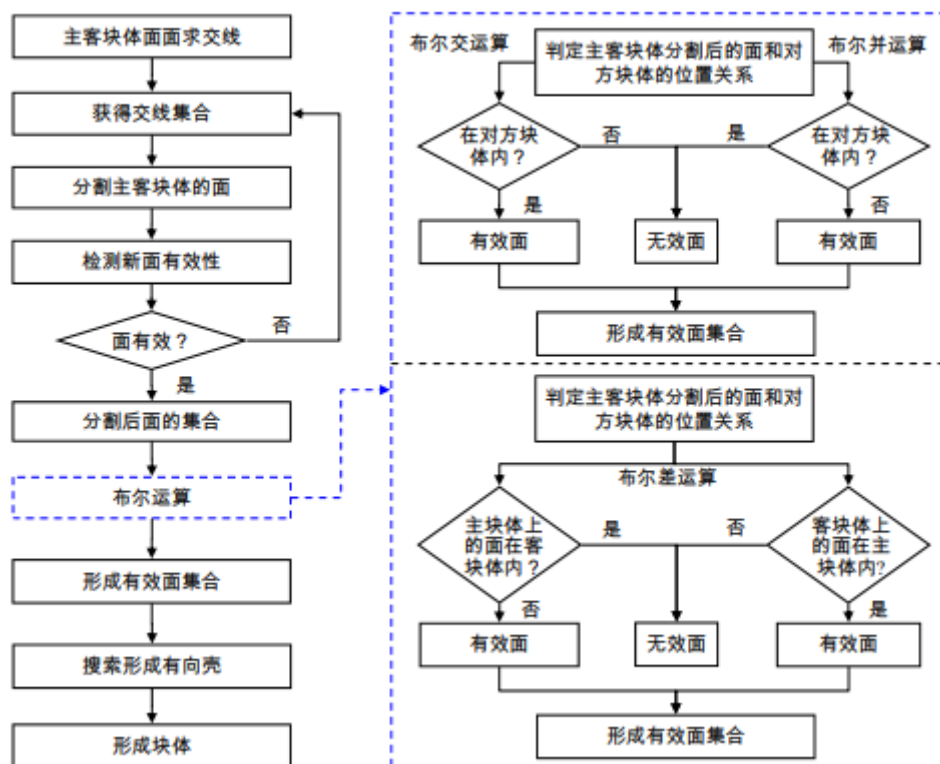 主客块体面面求交线
获得交线集合
分割主客块体的面
检测新面有效性
面有效？
否
是
分割后面的集合
布尔运算
形成有效面集合
搜索形成有向壳
形成块体
布尔交运算
判定主客块体分割后的面和对
方块体的位置关系
布尔并运算
在对方块
体内？
否
是
在对方块
体内？
是
否
有效面
无效面
有效面
形成有效面集合
判定主客块体分割后的面和对
方块体的位置关系
布尔差运算
主块体上
的面在客
块体内？
是
否
客块体上
的面在主
块体内?
否
是
有效面
无效面
有效面
形成有效面集合